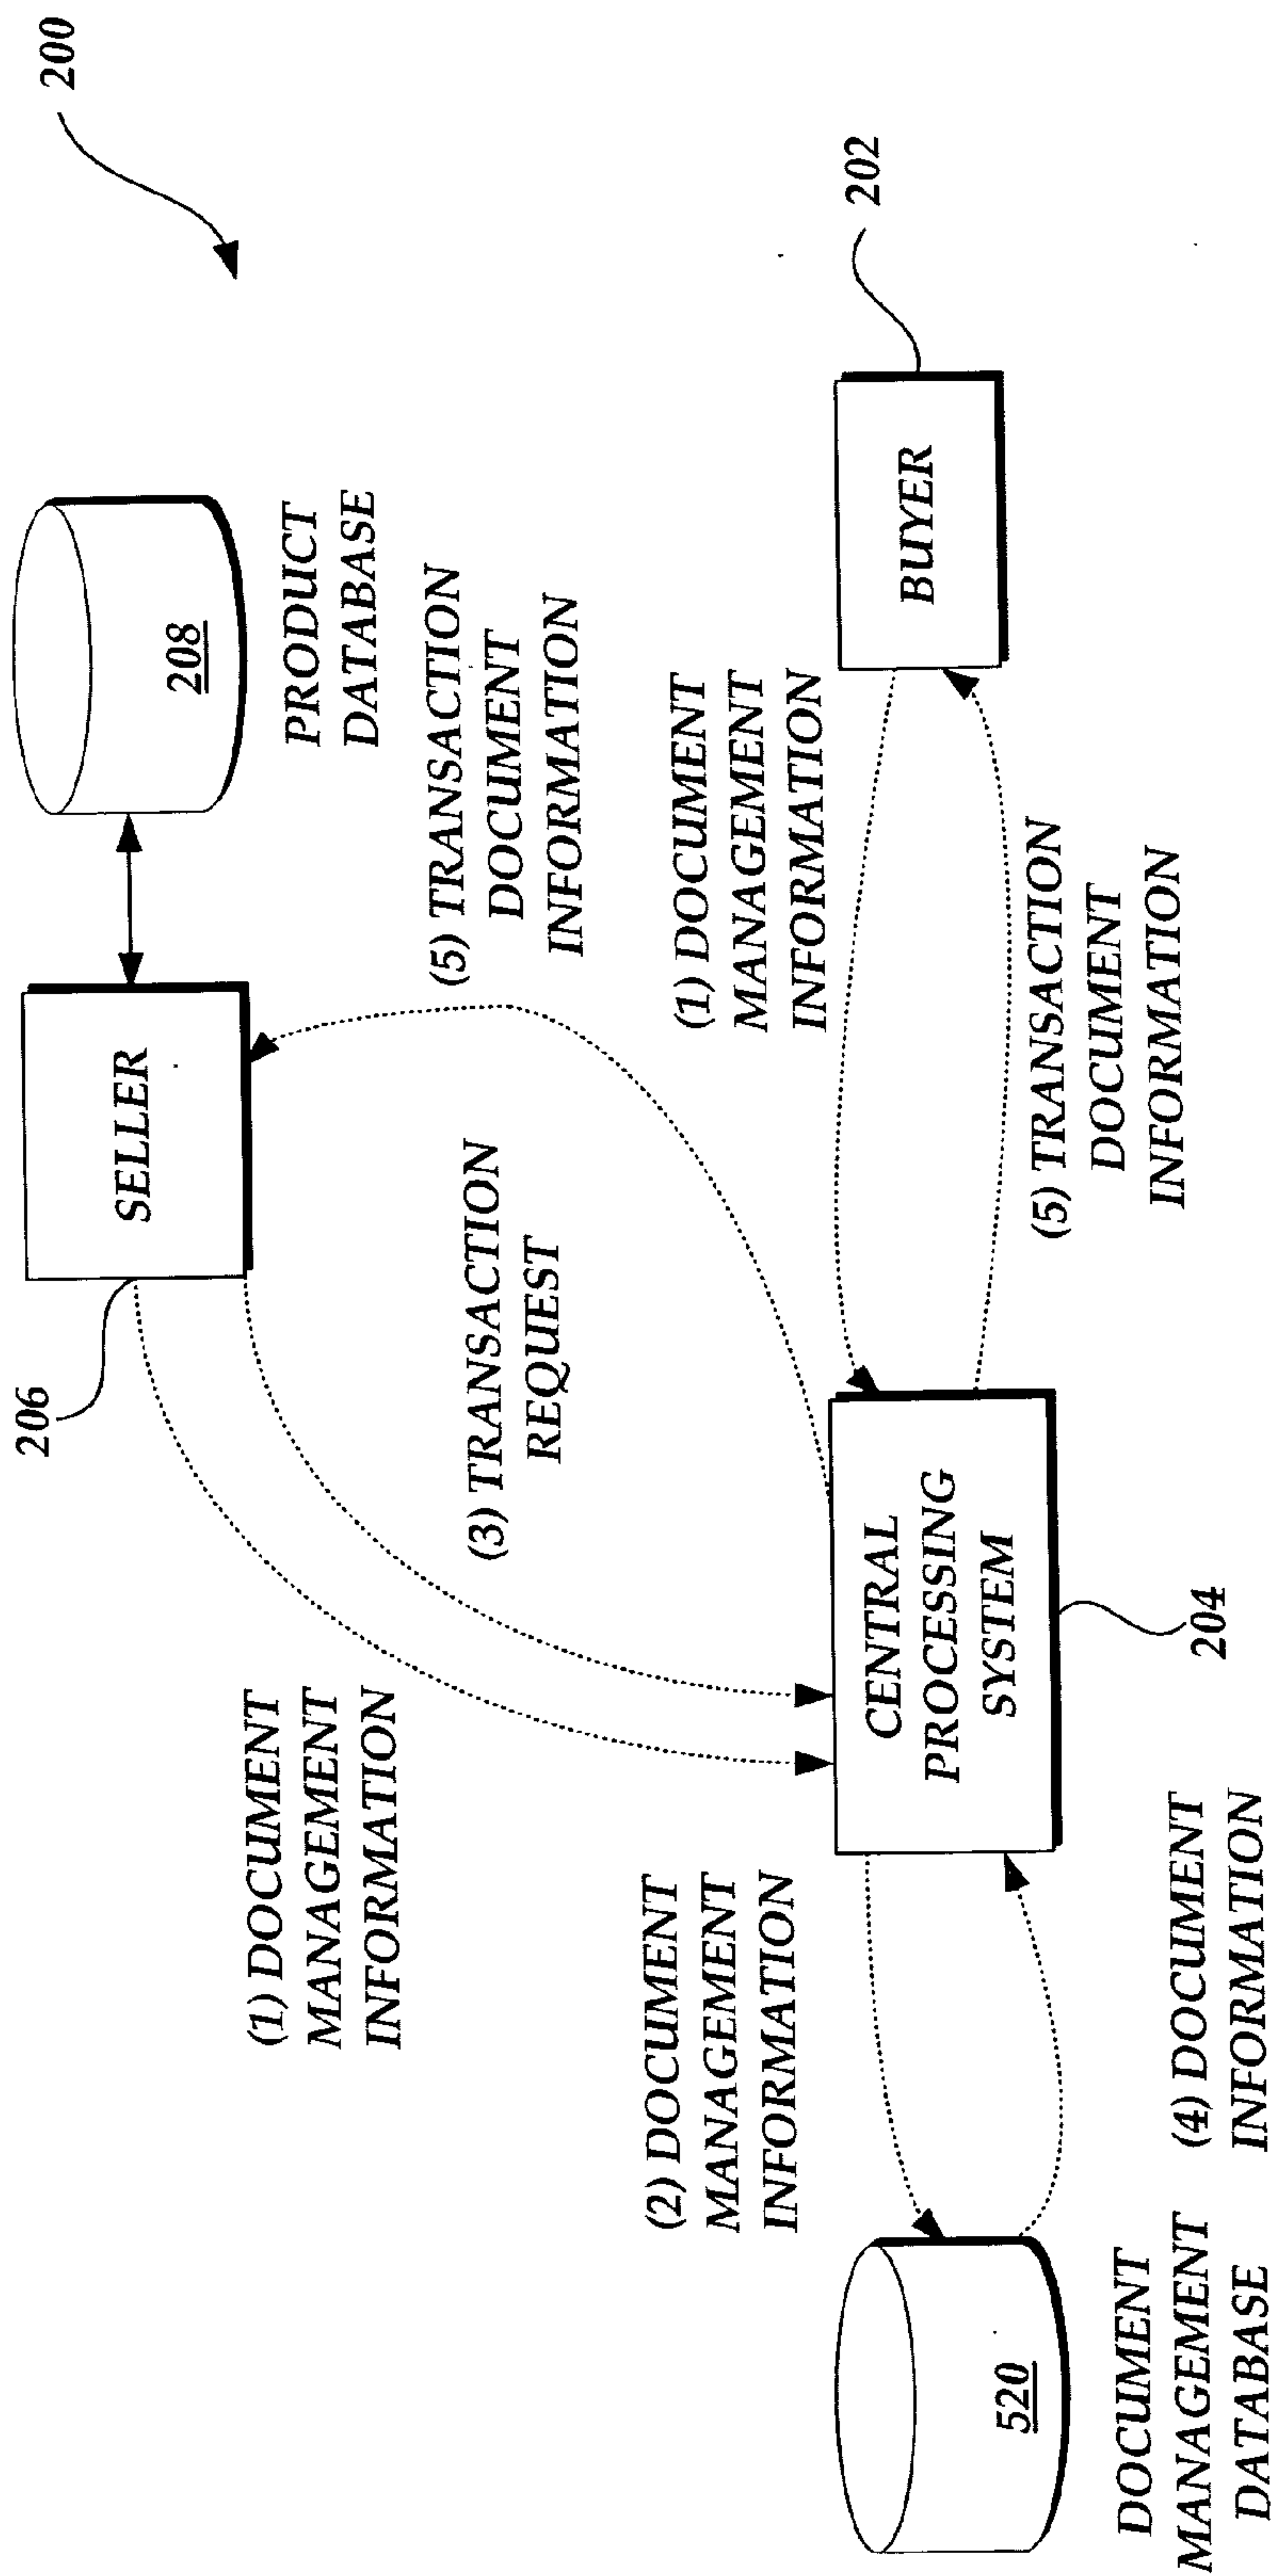 200
208
PRODUCT
DATABASE
SELLER
206
(1) DOCUMENT
MANAGEMENT
INFORMATION
(3) TRANSACTION
REQUEST
(5) TRANSACTION
DOCUMENT
INFORMATION
(2) DOCUMENT
MANAGEMENT
INFORMATION
(1) DOCUMENT
MANAGEMENT
INFORMATION
202
520
CENTRAL
PROCESSING
SYSTEM
BUYER
DOCUMENT
MANAGEMENT
DATABASE
(4) DOCUMENT
INFORMATION
204
(5) TRANSACTION
DOCUMENT
INFORMATION